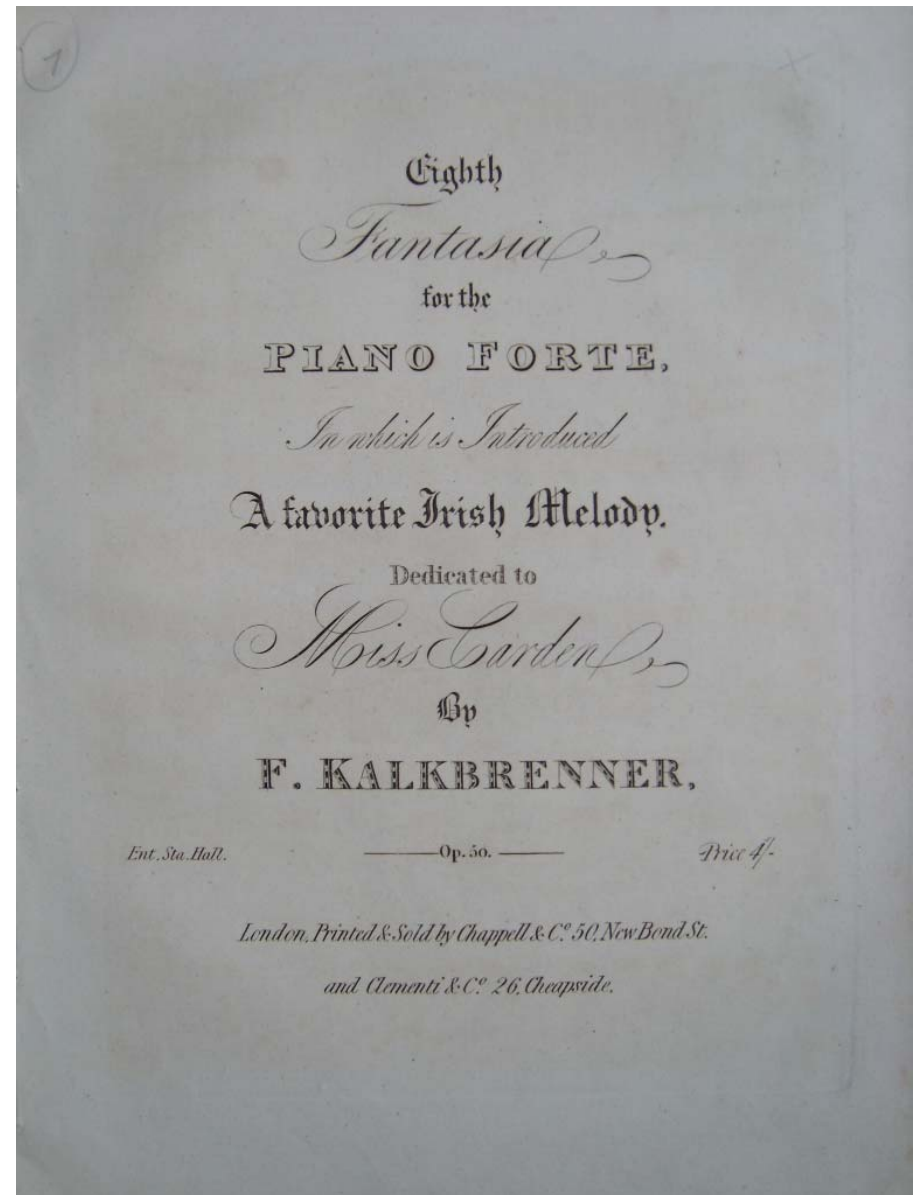 1
Eighth
Fantasia
for the
PIANO FORTE,
In which is Introduced
A favorite Irish Melody.
Dedicated to
Miss Carden
By
F. KALKBRENNER,
Ent. Sta. Hall. Op. 50. Price 4/-
London, Printed & Sold by Chappell & Co. 50, New Bond St.
and Clementi & Co. 26, Cheapside.